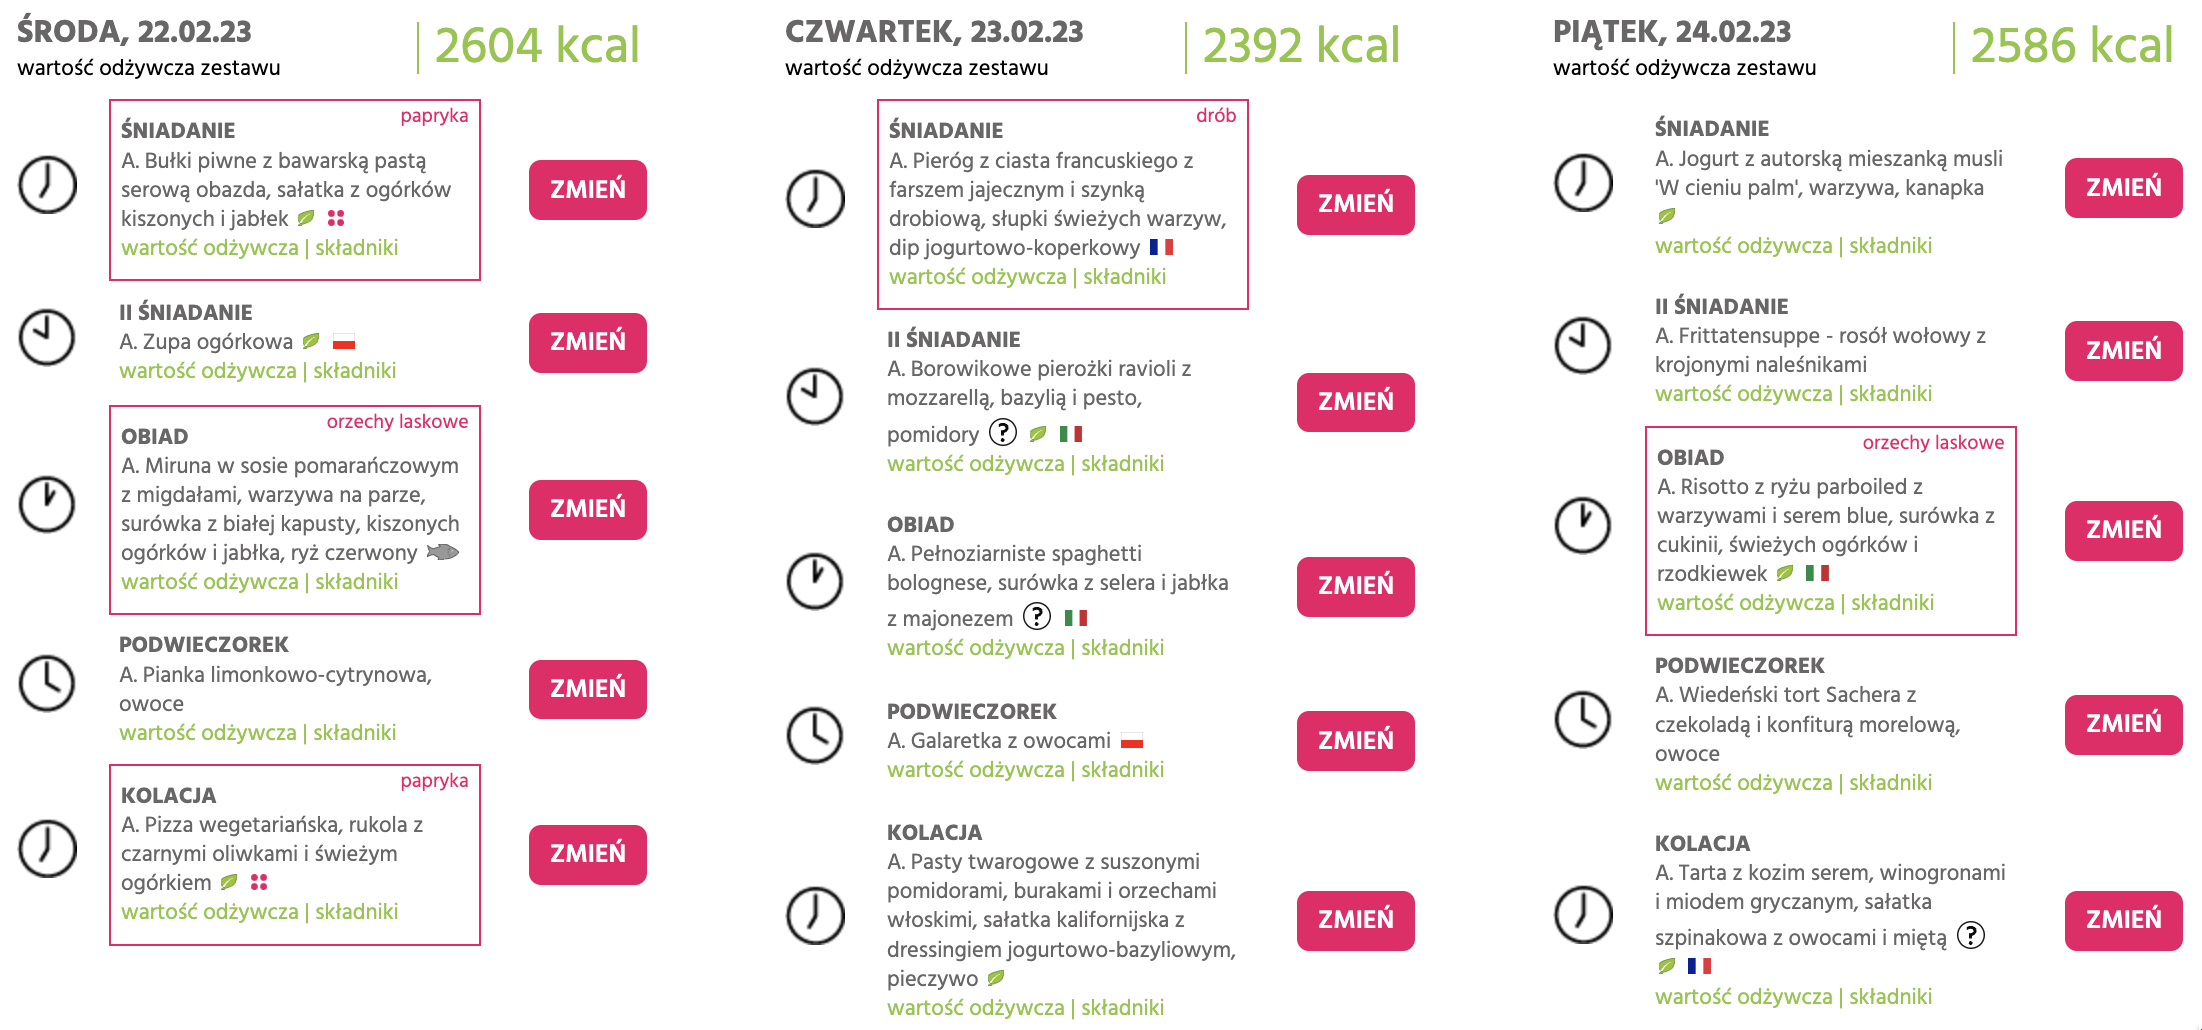 ŚRODA, 22.02.23
wartość odżywcza zestawu
2604 kcal
papryka
ŚNIADANIE
A. Bułki piwne z bawarską pastą
serową obazda, sałatka z ogórków
kiszonych i jabłek
wartość odżywcza | składniki
ZMIEŃ
II ŚNIADANIE
A. Zupa ogórkowa
wartość odżywcza | składniki
ZMIEŃ
orzechy laskowe
OBIAD
A. Miruna w sosie pomarańczowym
z migdałami, warzywa na parze,
surówka z białej kapusty, kiszonych
ogórków i jabłka, ryż czerwony
wartość odżywcza | składniki
ZMIEŃ
PODWIECZOREK
A. Pianka limonkowo-cytrynowa,
owoce
wartość odżywcza | składniki
ZMIEŃ
papryka
KOLACJA
A. Pizza wegetariańska, rukola z
czarnymi oliwkami i świeżym
ogórkiem
wartość odżywcza | składniki
ZMIEŃ
CZWARTEK, 23.02.23
wartość odżywcza zestawu
2392 kcal
drób
ŚNIADANIE
A. Pieróg z ciasta francuskiego z
farszem jajecznym i szynką
drobiową, słupki świeżych warzyw,
dip jogurtowo-koperkowy
wartość odżywcza | składniki
ZMIEŃ
II ŚNIADANIE
A. Borowikowe pierożki ravioli z
mozzarellą, bazylią i pesto,
pomidory ?
wartość odżywcza | składniki
ZMIEŃ
OBIAD
A. Pełnoziarniste spaghetti
bolognese, surówka z selera i jabłka
z majonezem ?
wartość odżywcza | składniki
ZMIEŃ
PODWIECZOREK
A. Galaretka z owocami
wartość odżywcza | składniki
ZMIEŃ
KOLACJA
A. Pasty twarogowe z suszonymi
pomidorami, burakami i orzechami
włoskimi, sałatka kalifornijska z
dressingiem jogurtowo-bazyliowym,
pieczywo
wartość odżywcza | składniki
ZMIEŃ
PIĄTEK, 24.02.23
wartość odżywcza zestawu
2586 kcal
ŚNIADANIE
A. Jogurt z autorską mieszanką musli
'W cieniu palm', warzywa, kanapka
wartość odżywcza | składniki
ZMIEŃ
II ŚNIADANIE
A. Frittatensuppe - rosół wołowy z
krojonymi naleśnikami
wartość odżywcza | składniki
ZMIEŃ
orzechy laskowe
OBIAD
A. Risotto z ryżu parboiled z
warzywami i serem blue, surówka z
cukinii, świeżych ogórków i
rzodkiewek
wartość odżywcza | składniki
ZMIEŃ
PODWIECZOREK
A. Wiedeński tort Sachera z
czekoladą i konfiturą morelową,
owoce
wartość odżywcza | składniki
ZMIEŃ
KOLACJA
A. Tarta z kozim serem, winogronami
i miodem gryczanym, sałatka
szpinakowa z owocami i miętą ?
wartość odżywcza | składniki
ZMIEŃ